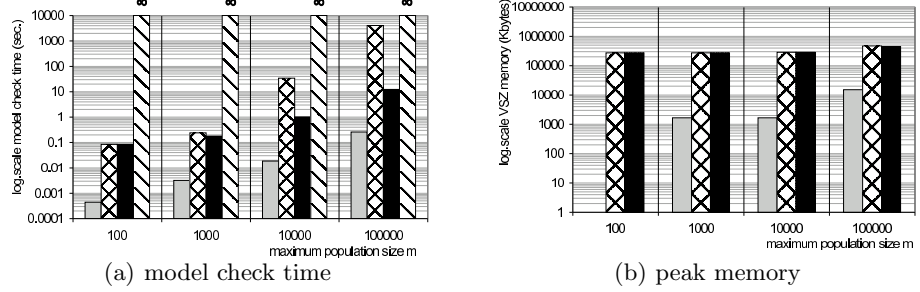 log.scale model check time (sec.)
10000
1000
100
10
1
0.1
0.01
0.001
0.0001
∞ ∞ ∞ ∞
100 1000 10000 100000
maximum population size m
(a) model check time
log.scale VSZ memory (Kbytes)
10000000
1000000
100000
10000
1000
100
10
1
100 1000 10000 100000
maximum population size m
(b) peak memory